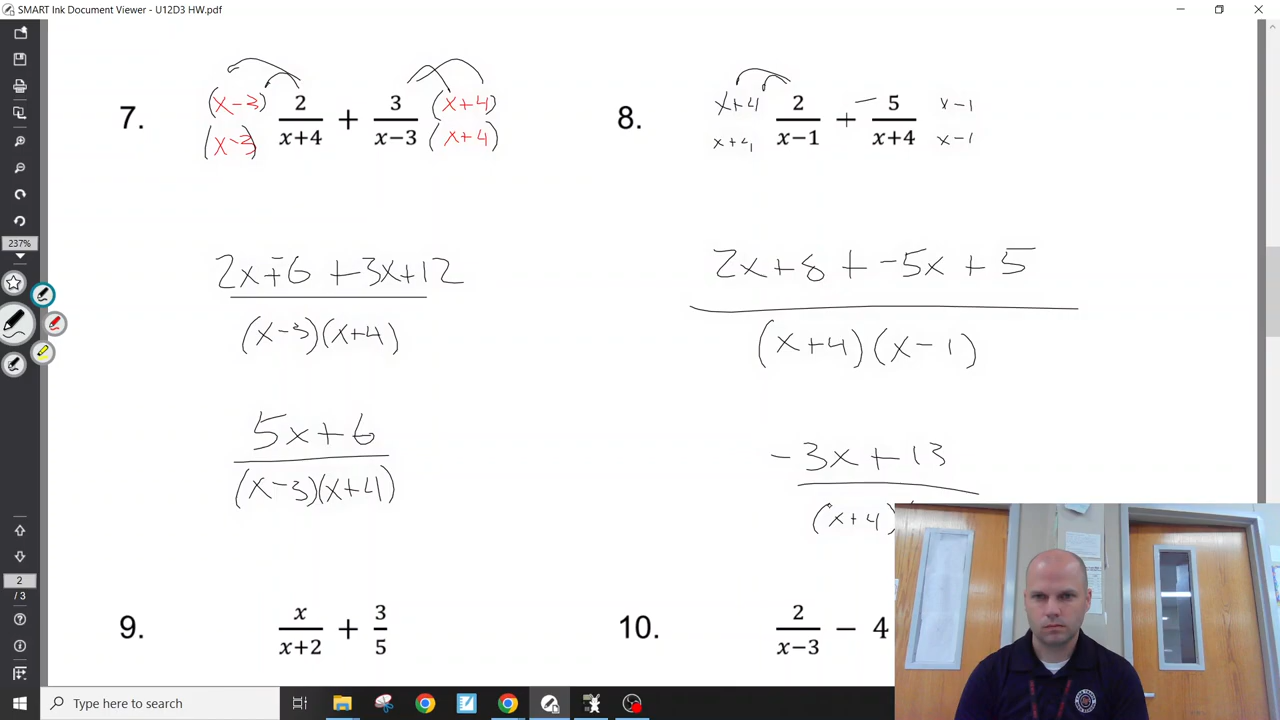 SMART Ink Document Viewer - U12D3 HW.pdf
237%
2
/ 3
7. (x-3) 2 + 3 (x+4)
(x-3) x+4 x-3 (x+4)
2x+-6 +3x+12
(x-3)(x+4)
5x+6
(x-3)(x+4)
8. x+4 2 + - 5 x-1
x+4 x-1 x+4 x-1
2x+8 + -5x + 5
(x+4)(x-1)
-3x+13
(x+4)(
9. x + 3
x+2 5
10. 2 - 4
x-3
Type here to search